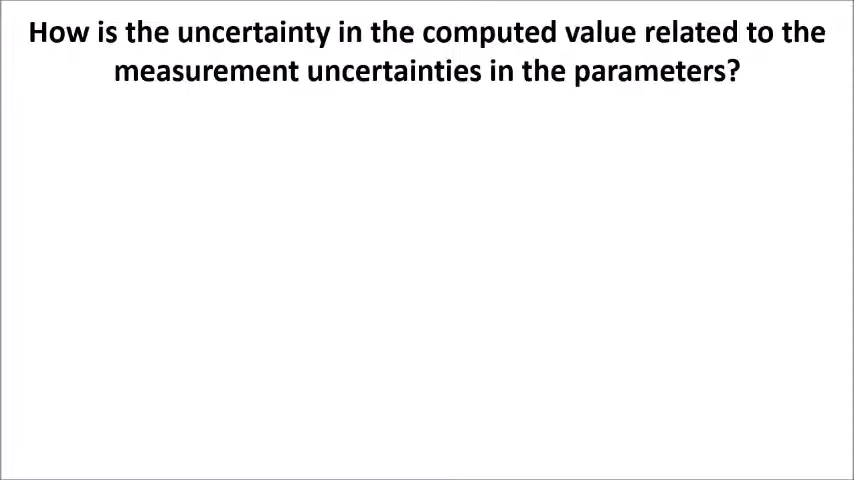 How is the uncertainty in the computed value related to the
measurement uncertainties in the parameters?